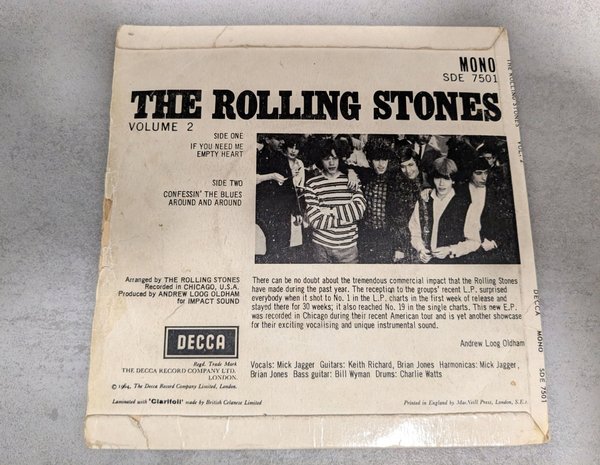 MONO
SDE 7501
THE ROLLING STONES
VOLUME 2
SIDE ONE
IF YOU NEED ME
EMPTY HEART
SIDE TWO
CONFESSIN' THE BLUES
AROUND AND AROUND
Arranged by THE ROLLING STONES
Recorded in CHICAGO, U.S.A.
Produced by ANDREW LOOG OLDHAM
for IMPACT SOUND
There can be no doubt about the tremendous commercial impact that the Rolling Stones
have made during the past year. The reception to the groups' recent L.P. surprised
everybody when it shot to No. 1 in the L.P. charts in the first week of release and
stayed there for 30 weeks; it also reached No. 19 in the single charts. This new E.P.
was recorded in Chicago during their recent American tour and is yet another showcase
for their exciting vocalising and unique instrumental sound.
Andrew Loog Oldham
Vocals: Mick Jagger Guitars: Keith Richard, Brian Jones Harmonicas: Mick Jagger,
Brian Jones Bass guitar: Bill Wyman Drums: Charlie Watts
DECCA
Regd. Trade Mark
THE DECCA RECORD COMPANY LTD.
LONDON.
© 1964, The Decca Record Company Limited, London.
Laminated with 'Clarifoil' made by British Celanese Limited
Printed in England by MacNeill Press, London, S.E.1
THE ROLLING STONES
DECCA MONO SDE 7501